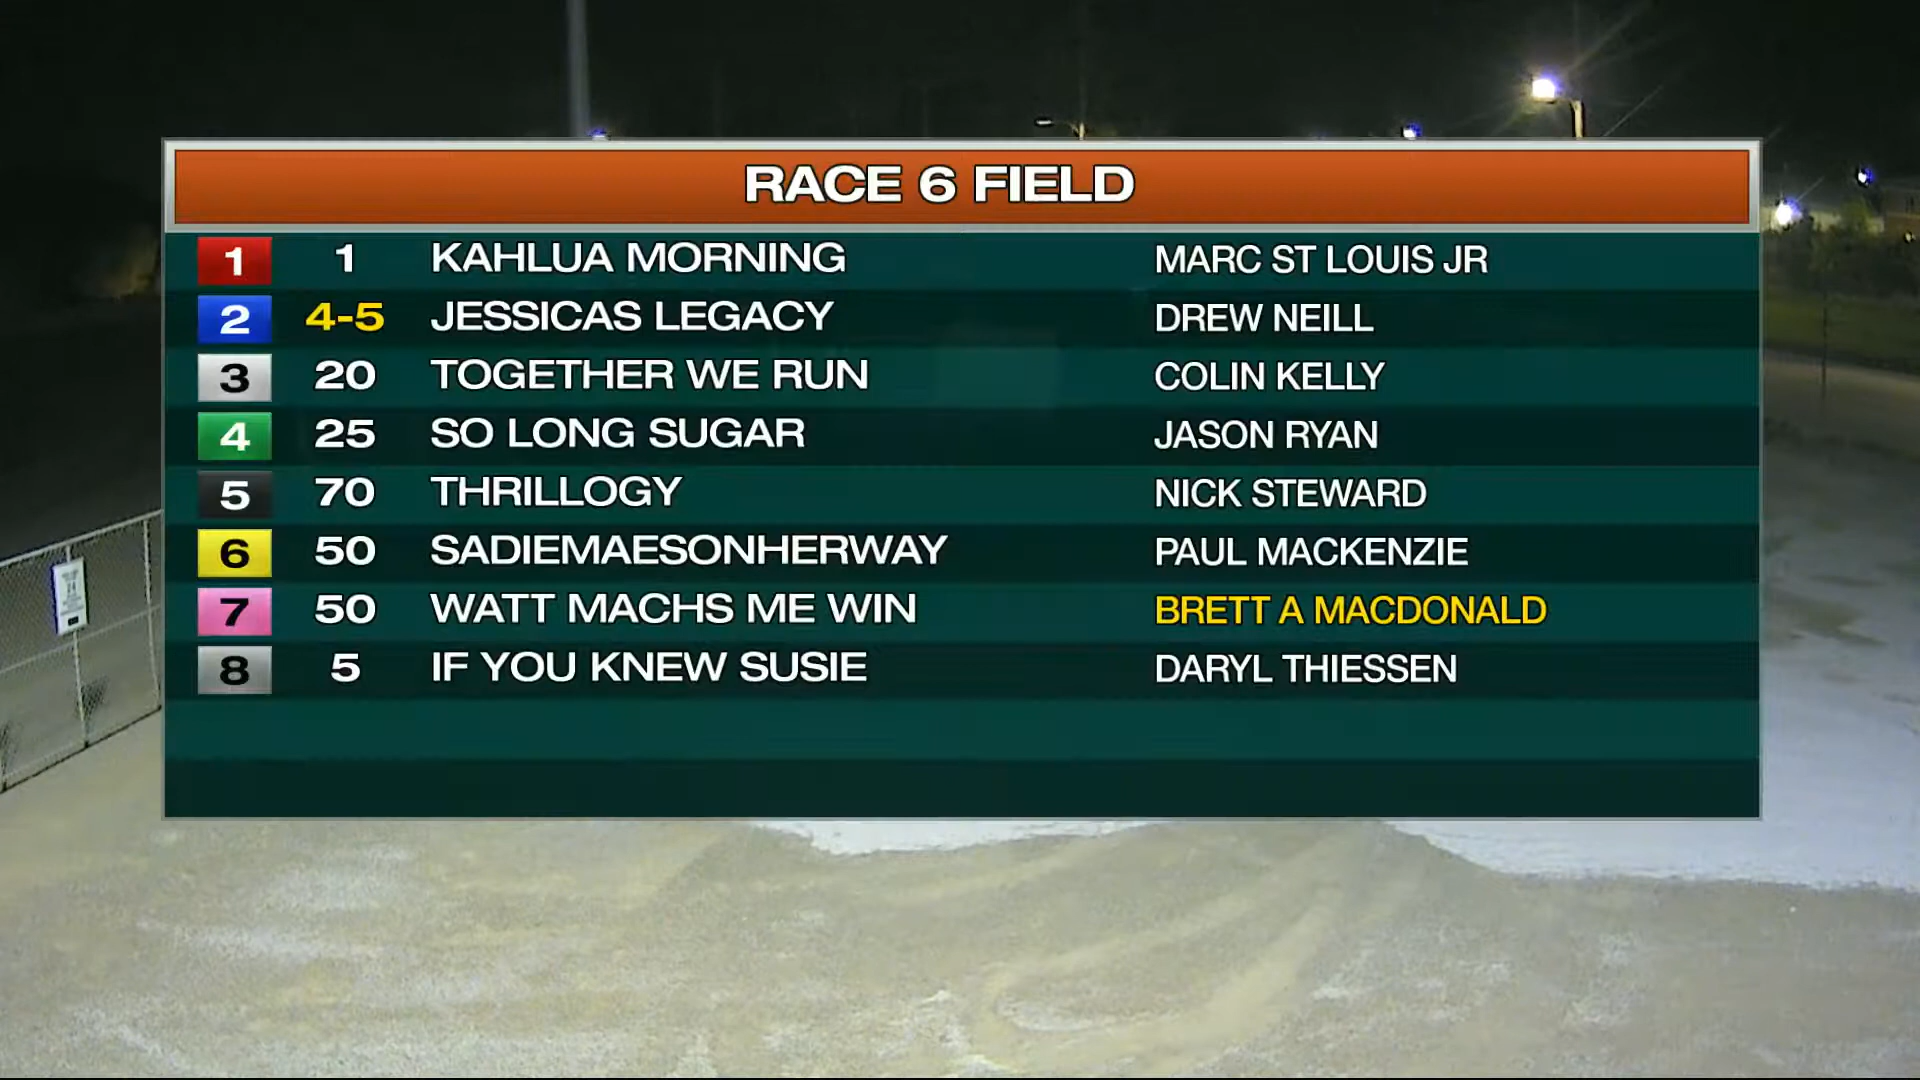 RACE 6 FIELD
1 1 KAHLUA MORNING MARC ST LOUIS JR
2 4-5 JESSICAS LEGACY DREW NEILL
3 20 TOGETHER WE RUN COLIN KELLY
4 25 SO LONG SUGAR JASON RYAN
5 70 THRILLOGY NICK STEWARD
6 50 SADIEMAESONHERWAY PAUL MACKENZIE
7 50 WATT MACHS ME WIN BRETT A MACDONALD
8 5 IF YOU KNEW SUSIE DARYL THIESSEN